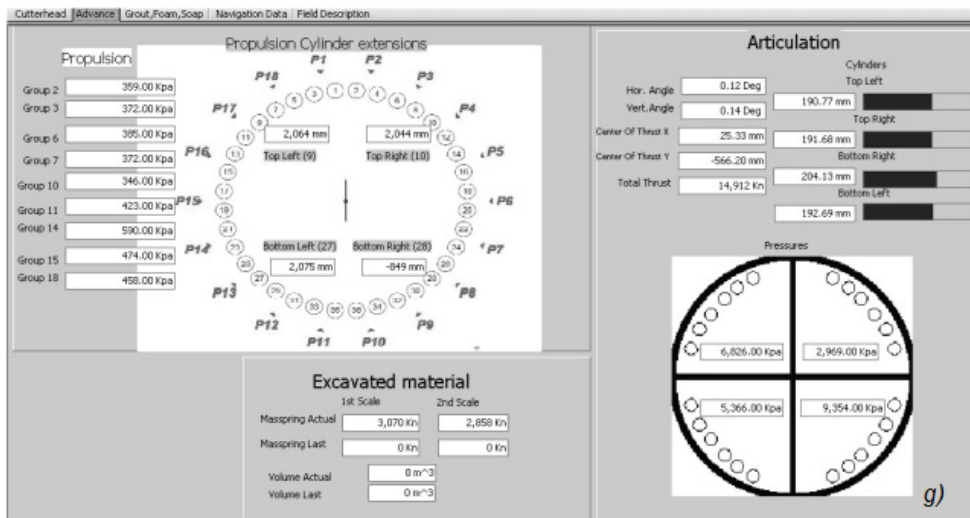 Cutterhead Advance Grout,Foam,Soap Navigation Data Field Description
Propulsion Cylinder extensions
Propulsion
Group 2 359.00 Kpa
Group 3 372.00 Kpa
Group 6 385.00 Kpa
Group 7 372.00 Kpa
Group 10 346.00 Kpa
Group 11 423.00 Kpa
Group 14 590.00 Kpa
Group 15 474.00 Kpa
Group 18 458.00 Kpa
P1 P2
P18 P3
P17 P4
P16 P5
P15 P6
P14 P7
P13 P8
P12 P9
P11 P10
2,064 mm 2,044 mm
Top Left (9) Top Right (10)
Bottom Left (27) Bottom Right (28)
2,075 mm -849 mm
Excavated material
1st Scale 2nd Scale
Masspring Actual 3,070 Kn 2,858 Kn
Masspring Last 0 Kn 0 Kn
Volume Actual 0 m^3
Volume Last 0 m^3
Articulation
Hor. Angle 0.12 Deg
Vert.Angle 0.14 Deg
Center Of Thrust X 25.33 mm
Center Of Thrust Y -566.20 mm
Total Thrust 14,912 Kn
Cylinders
Top Left
190.77 mm
Top Right
191.68 mm
Bottom Right
204.13 mm
Bottom Left
192.69 mm
Pressures
6,826.00 Kpa 2,969.00 Kpa
5,366.00 Kpa 9,354.00 Kpa
g)